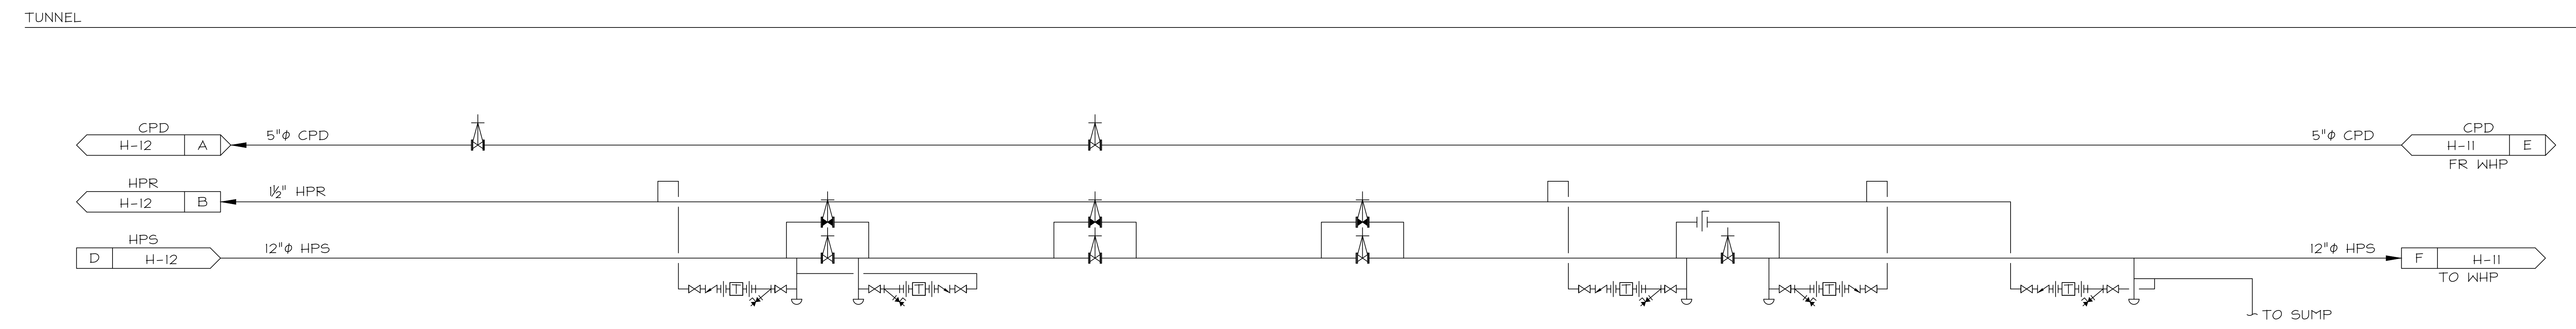 TUNNEL
CPD
H-12 A
5"Ø CPD
5"Ø CPD
CPD
H-11 E
FR WHP
HPR
H-12 B
1½" HPR
HPS
D H-12
12"Ø HPS
12"Ø HPS
F H-11
TO WHP
T
T
T
T
T
TO SUMP